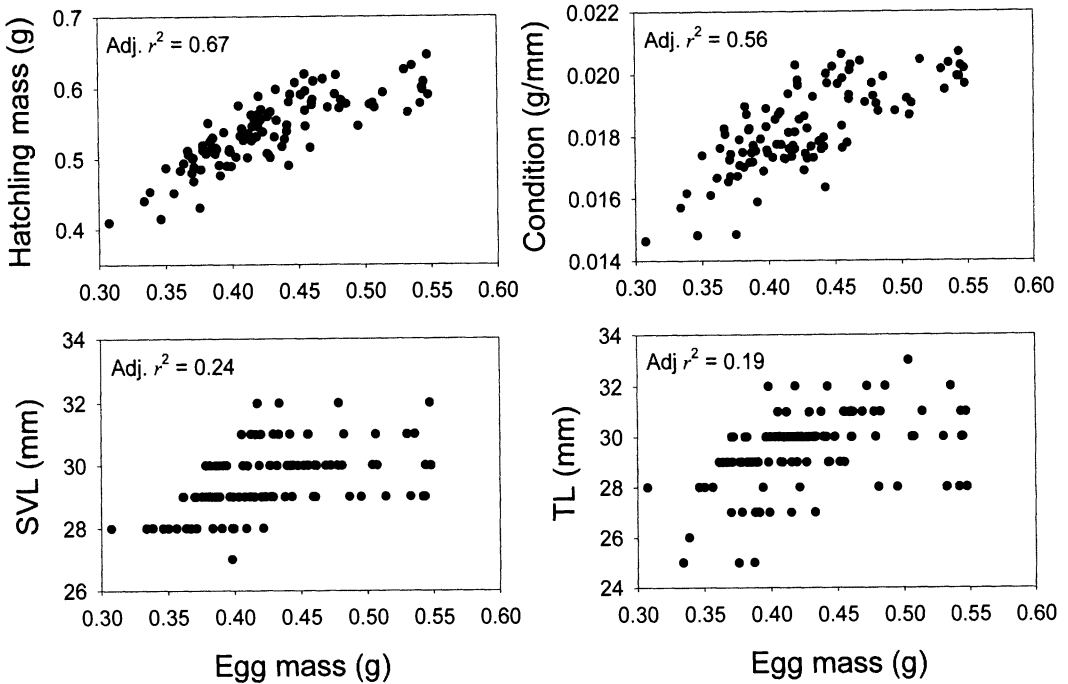 Hatchling mass (g)
0.7
0.6
0.5
0.4
Adj. r² = 0.67
0.30 0.35 0.40 0.45 0.50 0.55 0.60
Condition (g/mm)
0.022
0.020
0.018
0.016
0.014
Adj. r² = 0.56
0.30 0.35 0.40 0.45 0.50 0.55 0.60
SVL (mm)
34
32
30
28
26
Adj. r² = 0.24
0.30 0.35 0.40 0.45 0.50 0.55 0.60
Egg mass (g)
TL (mm)
34
32
30
28
26
24
Adj. r² = 0.19
0.30 0.35 0.40 0.45 0.50 0.55 0.60
Egg mass (g)